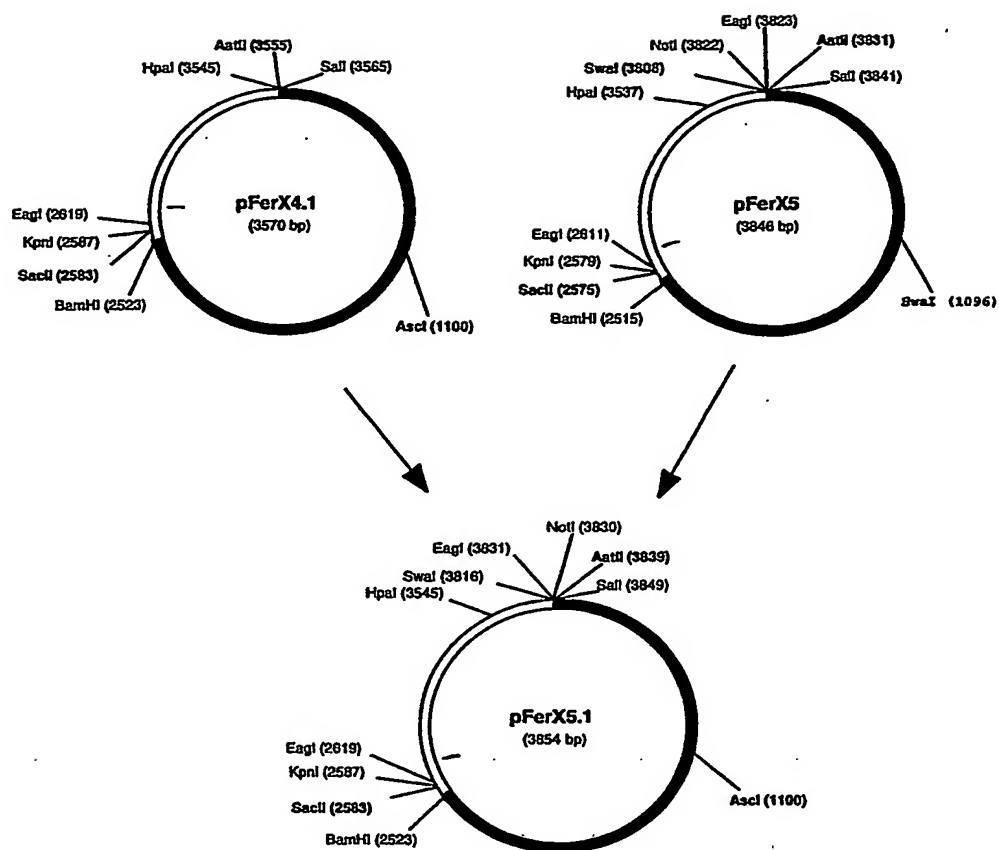 AatII (3555)
HpaI (3545)
SalI (3565)
EagI (2619)
KpnI (2587)
SacII (2583)
BamHI (2523)
AscI (1100)
pFerX4.1
(3570 bp)
EagI (3823)
NotI (3822)
AatII (3831)
SwaI (3808)
SalI (3841)
HpaI (3537)
EagI (2611)
KpnI (2579)
SacII (2575)
BamHI (2515)
SwaI (1096)
pFerX5
(3846 bp)
NotI (3830)
EagI (3831)
AatII (3839)
SwaI (3816)
SalI (3849)
HpaI (3545)
EagI (2619)
KpnI (2587)
SacII (2583)
BamHI (2523)
AscI (1100)
pFerX5.1
(3854 bp)